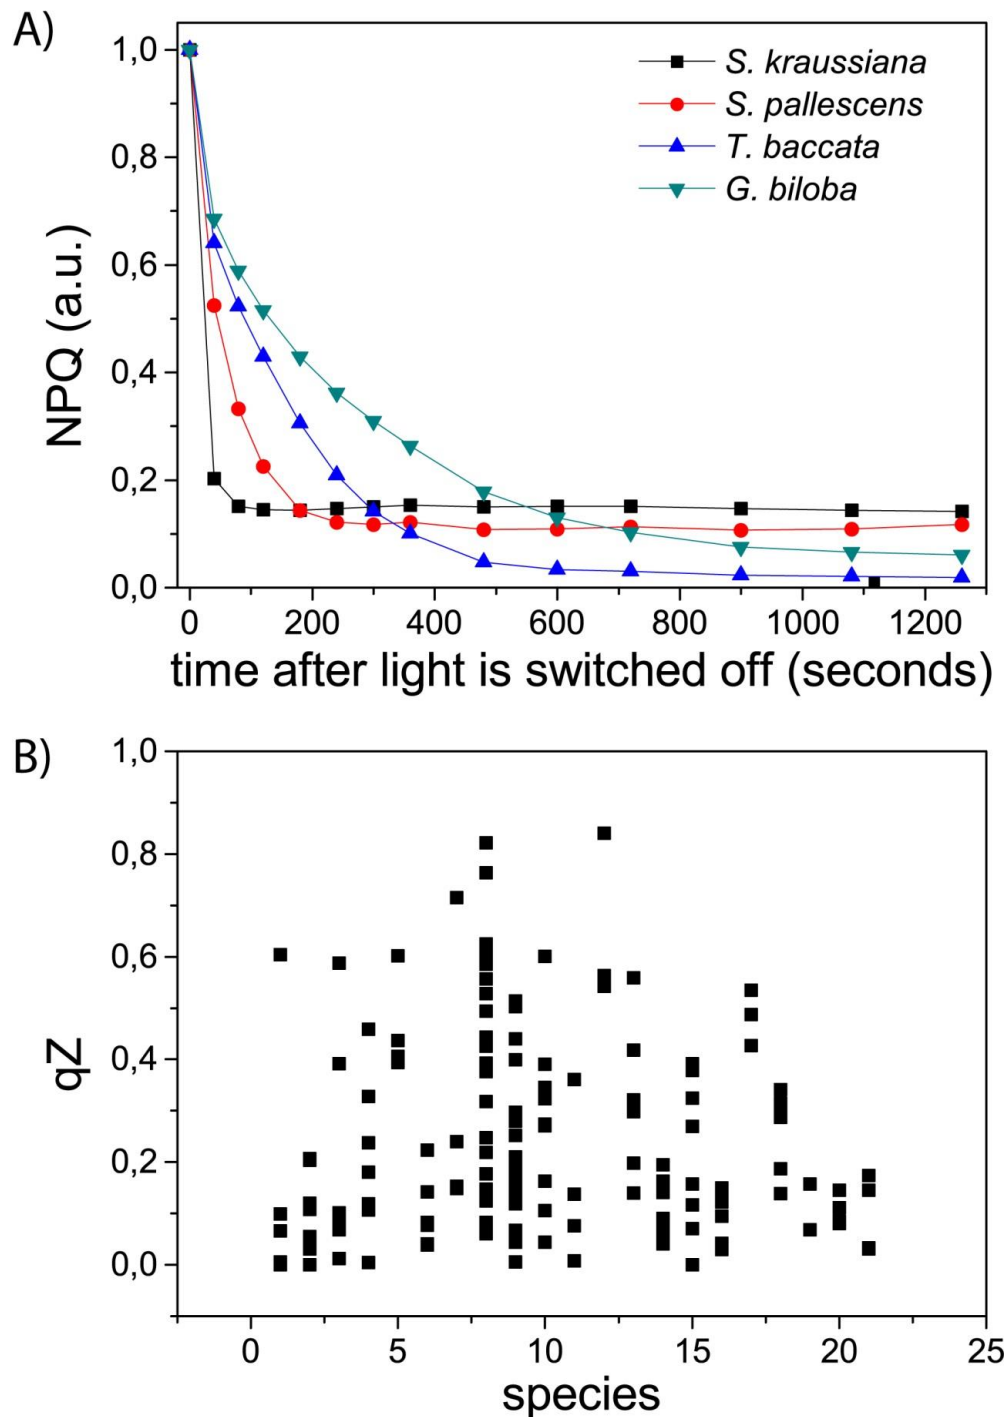 A)
1,0
0,8
0,6
0,4
0,2
0,0
NPQ (a.u.)
S. kraussiana
S. pallescens
T. baccata
G. biloba
0 200 400 600 800 1000 1200
time after light is switched off (seconds)
B)
1,0
0,8
0,6
0,4
0,2
0,0
qZ
0 5 10 15 20 25
species